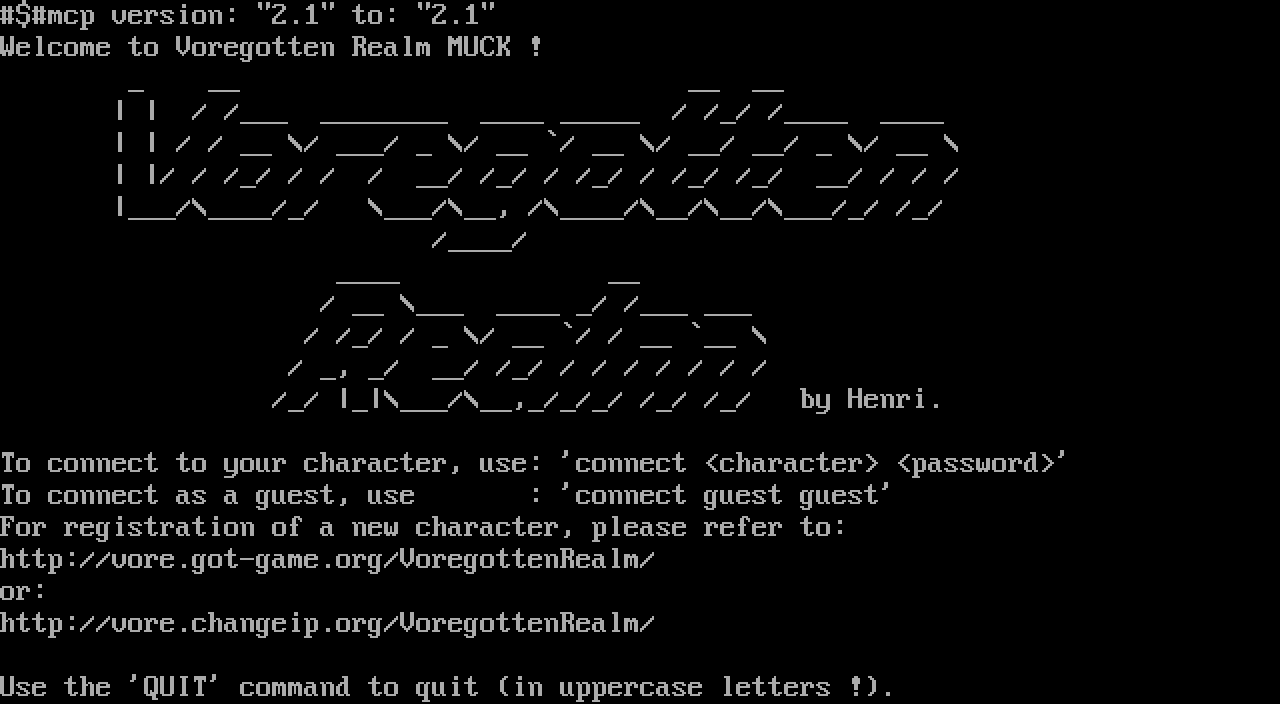 #$#mcp version: "2.1" to: "2.1"
Welcome to Voregotten Realm MUCK !
Voregotten
Realm
by Henri.
To connect to your character, use: 'connect <character> <password>'
To connect as a guest, use       : 'connect guest guest'
For registration of a new character, please refer to:
http://vore.got-game.org/VoregottenRealm/
or:
http://vore.changeip.org/VoregottenRealm/
Use the 'QUIT' command to quit (in uppercase letters !).